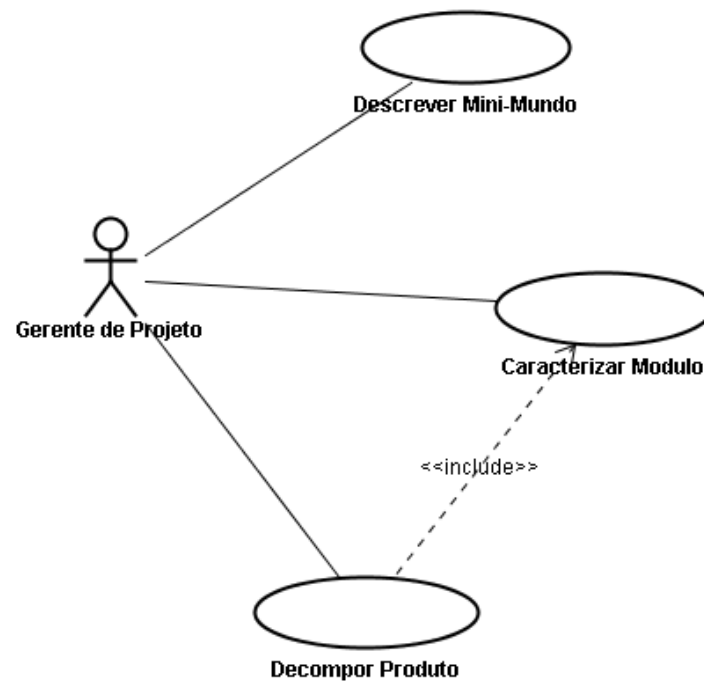 Descrever Mini-Mundo
Gerente de Projeto
Caracterizar Modulo
<<include>>
Decompor Produto